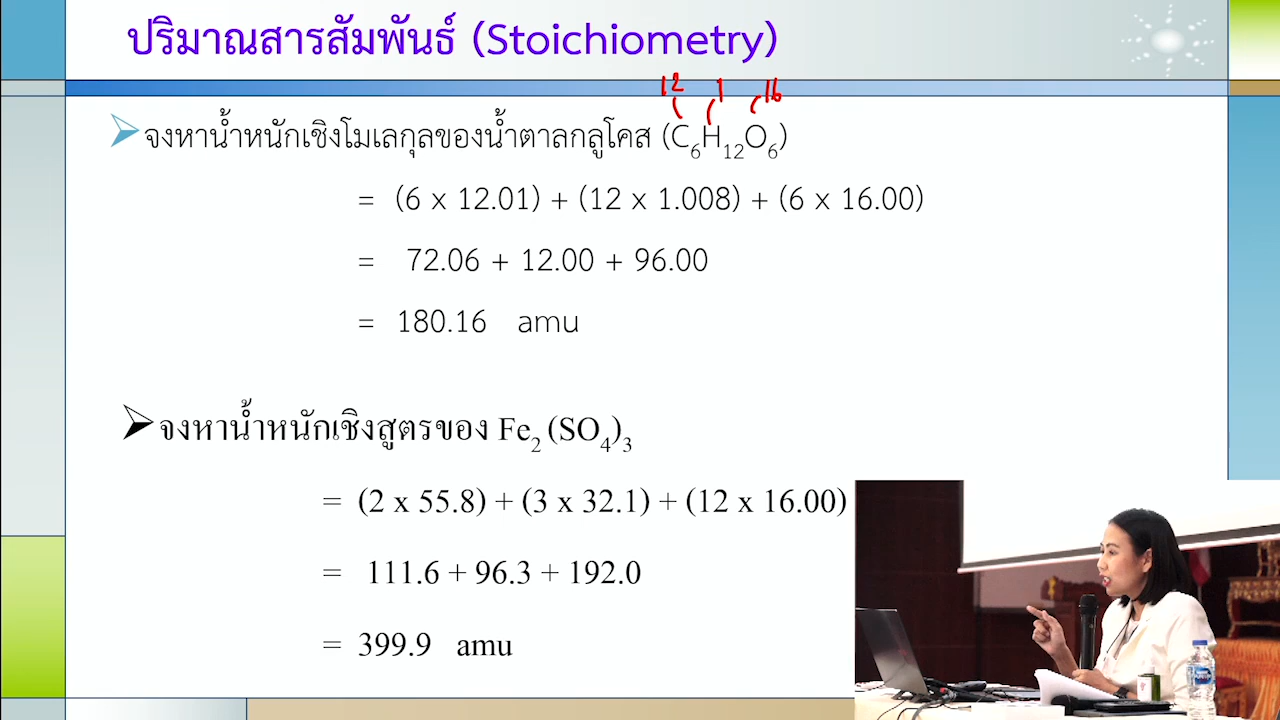 ปริมาณสารสัมพันธ์ (Stoichiometry)
12 1 16
จงหาน้ำหนักเชิงโมเลกุลของน้ำตาลกลูโคส (C6H12O6)
= (6 x 12.01) + (12 x 1.008) + (6 x 16.00)
= 72.06 + 12.00 + 96.00
= 180.16 amu
จงหาน้ำหนักเชิงสูตรของ Fe2 (SO4)3
= (2 x 55.8) + (3 x 32.1) + (12 x 16.00)
= 111.6 + 96.3 + 192.0
= 399.9 amu